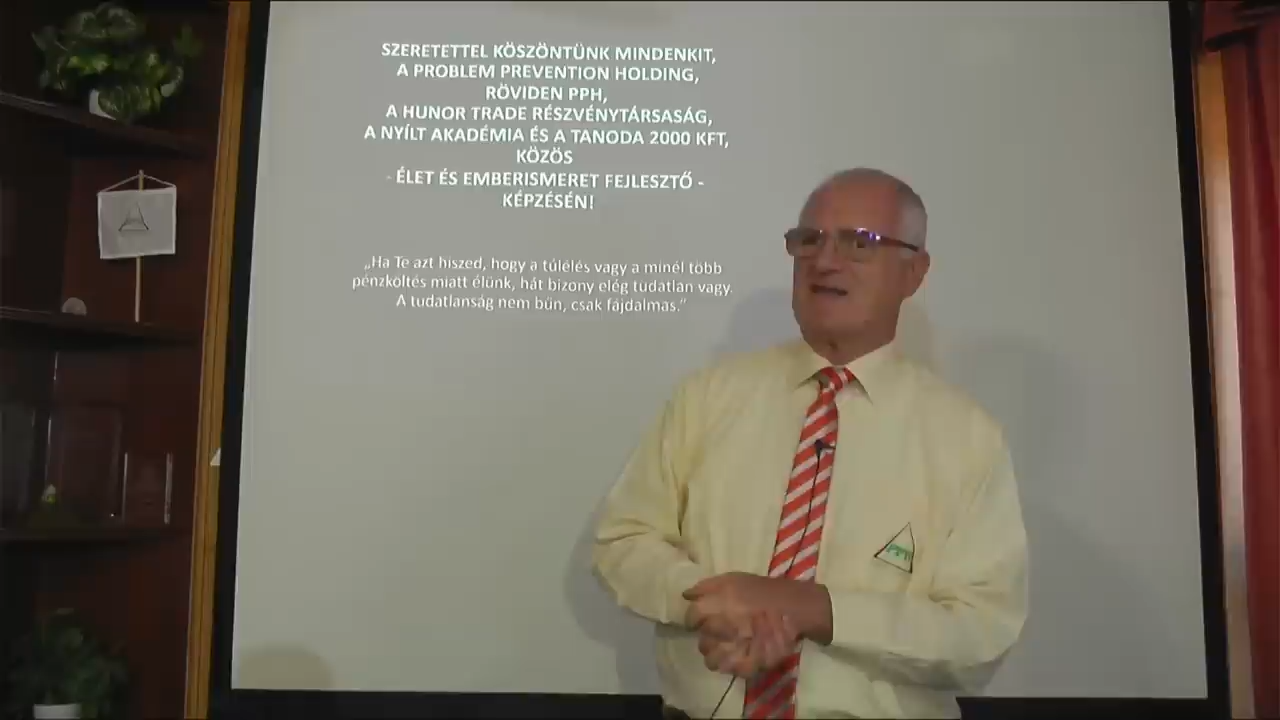 SZERETETTEL KÖSZÖNTÜNK MINDENKIT,
A PROBLEM PREVENTION HOLDING,
RÖVIDEN PPH,
A HUNOR TRADE RÉSZVÉNYTÁRSASÁG,
A NYÍLT AKADÉMIA ÉS A TANODA 2000 KFT,
KÖZÖS
- ÉLET ÉS EMBERISMERET FEJLESZTŐ -
KÉPZÉSÉN!
„Ha Te azt hiszed, hogy a túlélés vagy a minél több
pénzköltés miatt élünk, hát bizony elég tudatlan vagy.
A tudatlanság nem bűn, csak fájdalmas.”
PPH